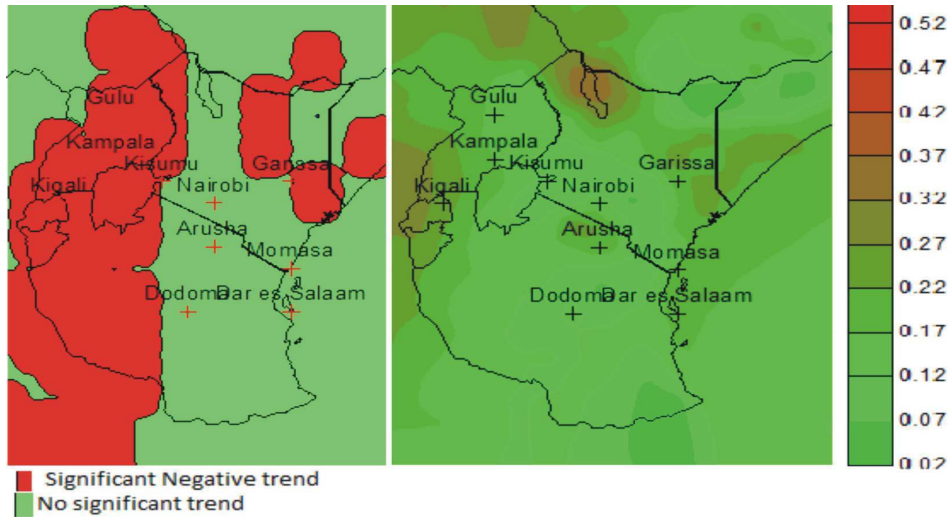 Gulu
Kampala
Kisumu
Garissa
Kigali
Nairobi
Arusha
Momasa
Dodoma
Dar es Salaam
Significant Negative trend
No significant trend
Gulu
Kampala
Kisumu
Garissa
Kigali
Nairobi
Arusha
Momasa
Dodoma
Dar es Salaam
0.52
0.47
0.42
0.37
0.32
0.27
0.22
0.17
0.12
0.07
0.02